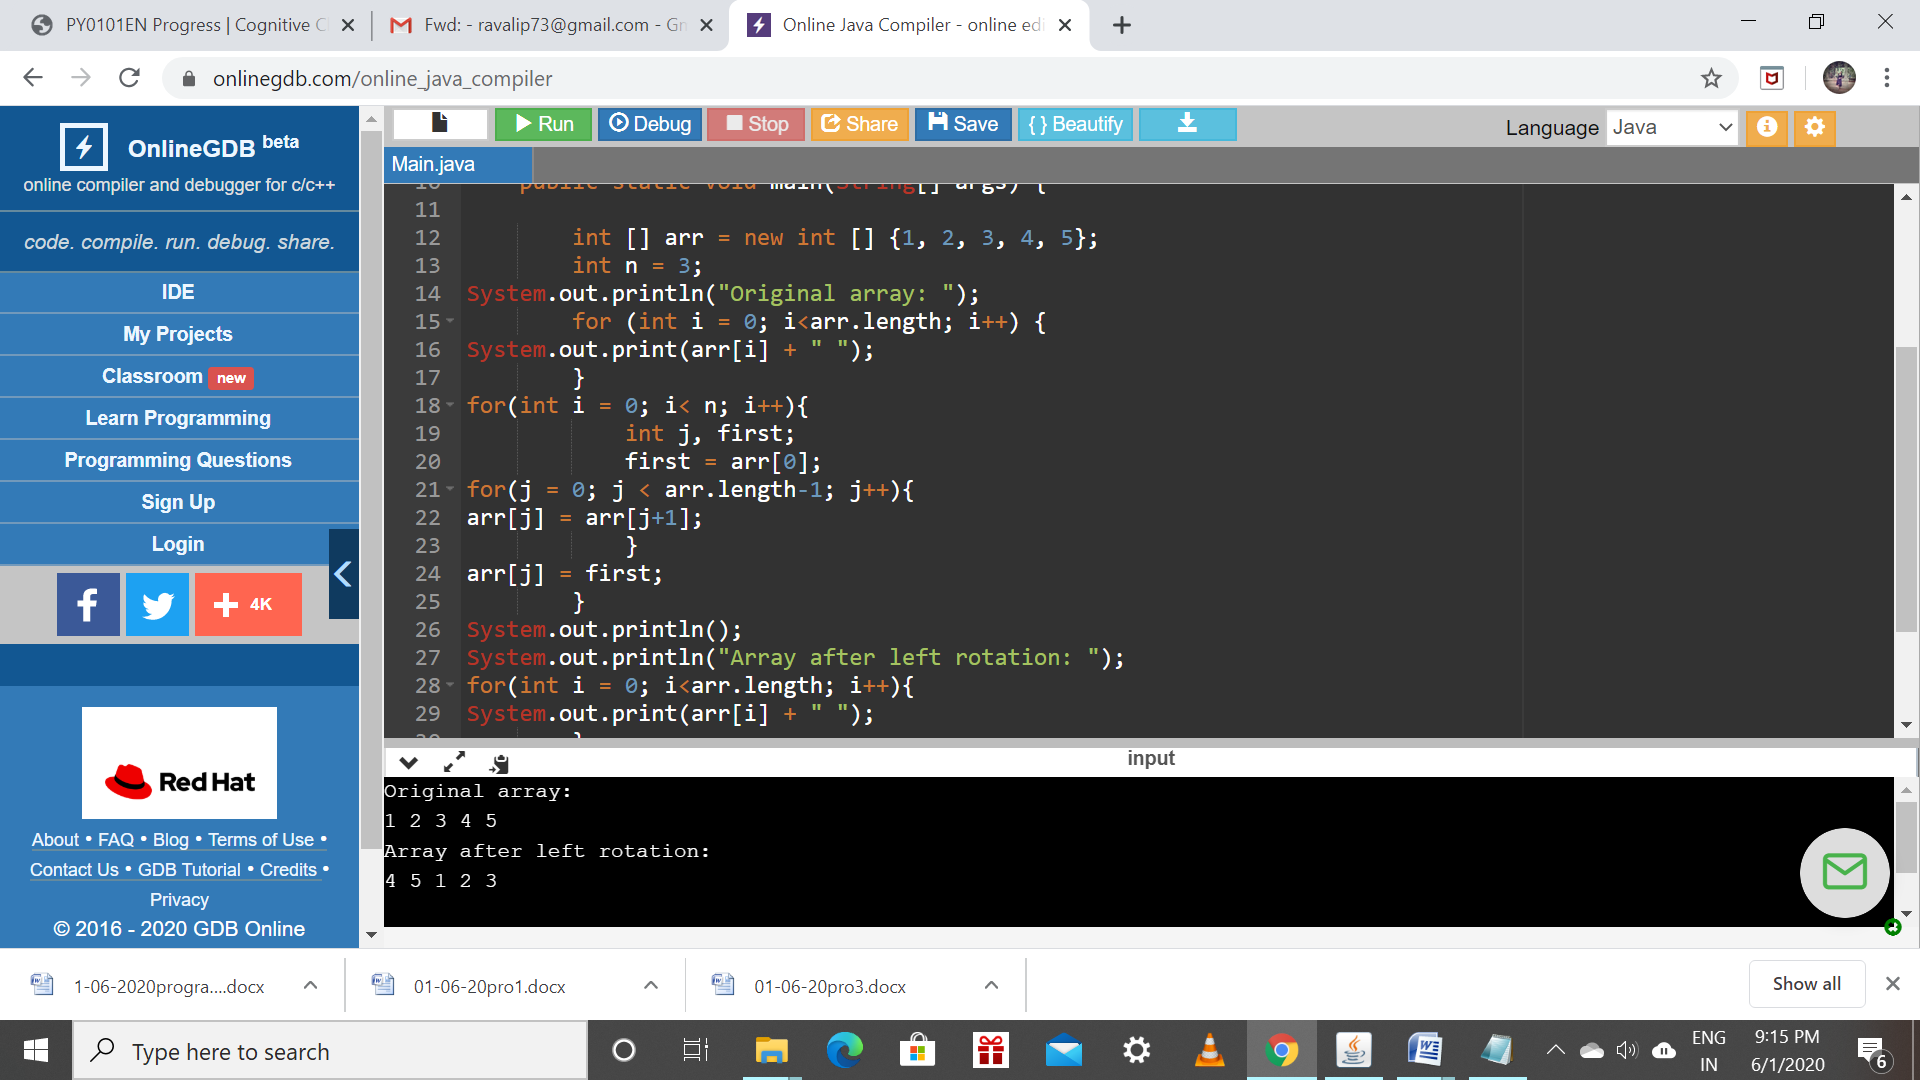 PY0101EN Progress | Cognitive C
Fwd: - ravalip73@gmail.com - Gm
Online Java Compiler - online edi
onlinegdb.com/online_java_compiler
OnlineGDB beta
online compiler and debugger for c/c++
code. compile. run. debug. share.
IDE
My Projects
Classroom new
Learn Programming
Programming Questions
Sign Up
Login
4K
Red Hat
About • FAQ • Blog • Terms of Use •
Contact Us • GDB Tutorial • Credits •
Privacy
© 2016 - 2020 GDB Online
Run Debug Stop Share Save { } Beautify
Language Java
Main.java
10 public static void main(String[] args) {
11
12 int [] arr = new int [] {1, 2, 3, 4, 5};
13 int n = 3;
14 System.out.println("Original array: ");
15 for (int i = 0; i<arr.length; i++) {
16 System.out.print(arr[i] + " ");
17 }
18 for(int i = 0; i< n; i++){
19 int j, first;
20 first = arr[0];
21 for(j = 0; j < arr.length-1; j++){
22 arr[j] = arr[j+1];
23 }
24 arr[j] = first;
25 }
26 System.out.println();
27 System.out.println("Array after left rotation: ");
28 for(int i = 0; i<arr.length; i++){
29 System.out.print(arr[i] + " ");
30 }
input
Original array:
1 2 3 4 5
Array after left rotation:
4 5 1 2 3
1-06-2020progra....docx
01-06-20pro1.docx
01-06-20pro3.docx
Show all
Type here to search
ENG
IN
9:15 PM
6/1/2020
6